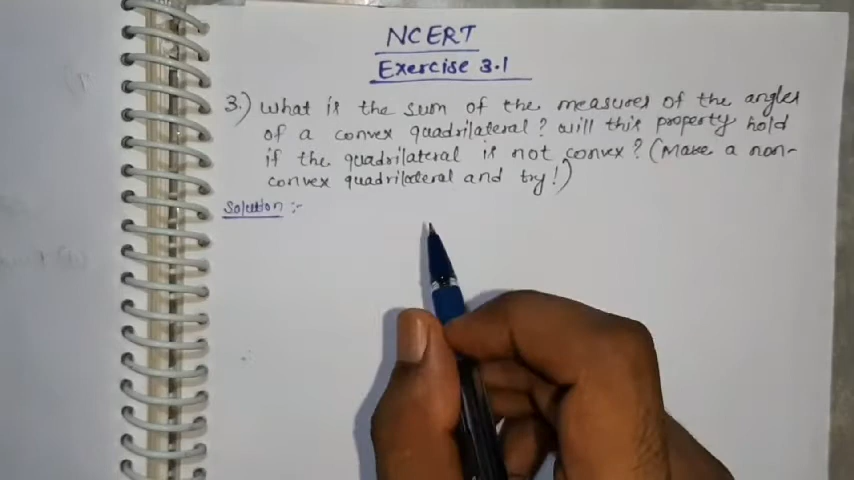 NCERT
Exercise 3.1
3.) What is the sum of the measures of the angles
of a convex quadrilateral? will this property hold
if the quadrilateral is not convex? (Make a non-
convex quadrilateral and try!)
Solution :-